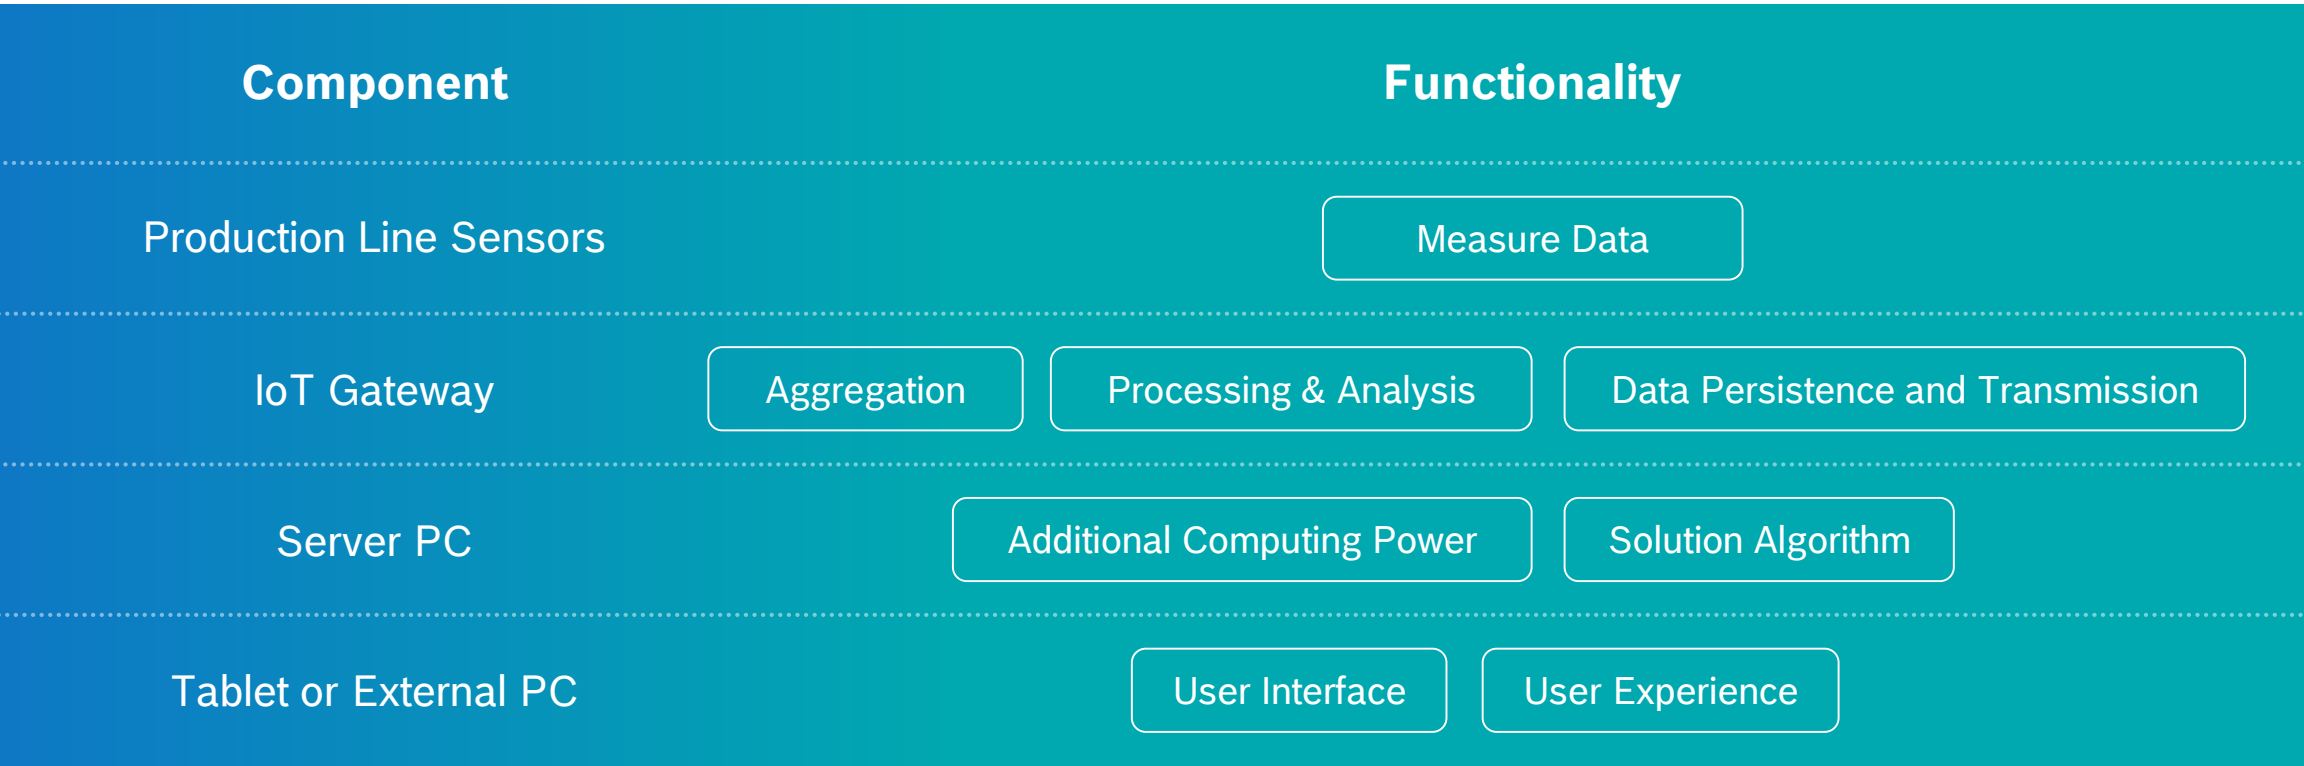 Component Functionality
Production Line Sensors Measure Data
IoT Gateway Aggregation Processing & Analysis Data Persistence and Transmission
Server PC Additional Computing Power Solution Algorithm
Tablet or External PC User Interface User Experience